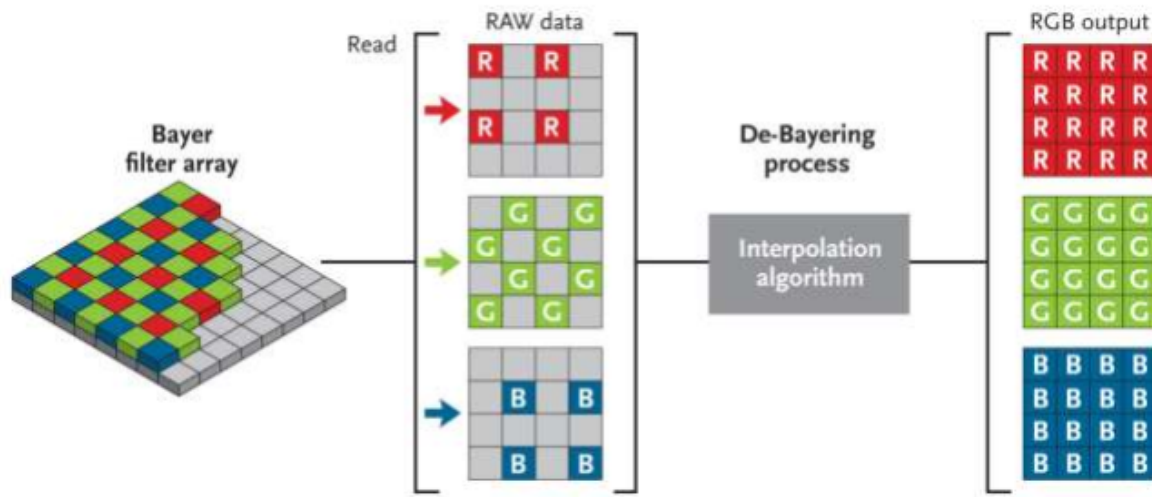 RAW data
RGB output
Read
Bayer
filter array
R R
R R
G G
G G
G G
G G
B B
B B
De-Bayering
process
Interpolation
algorithm
R R R R
R R R R
R R R R
R R R R
G G G G
G G G G
G G G G
G G G G
B B B B
B B B B
B B B B
B B B B